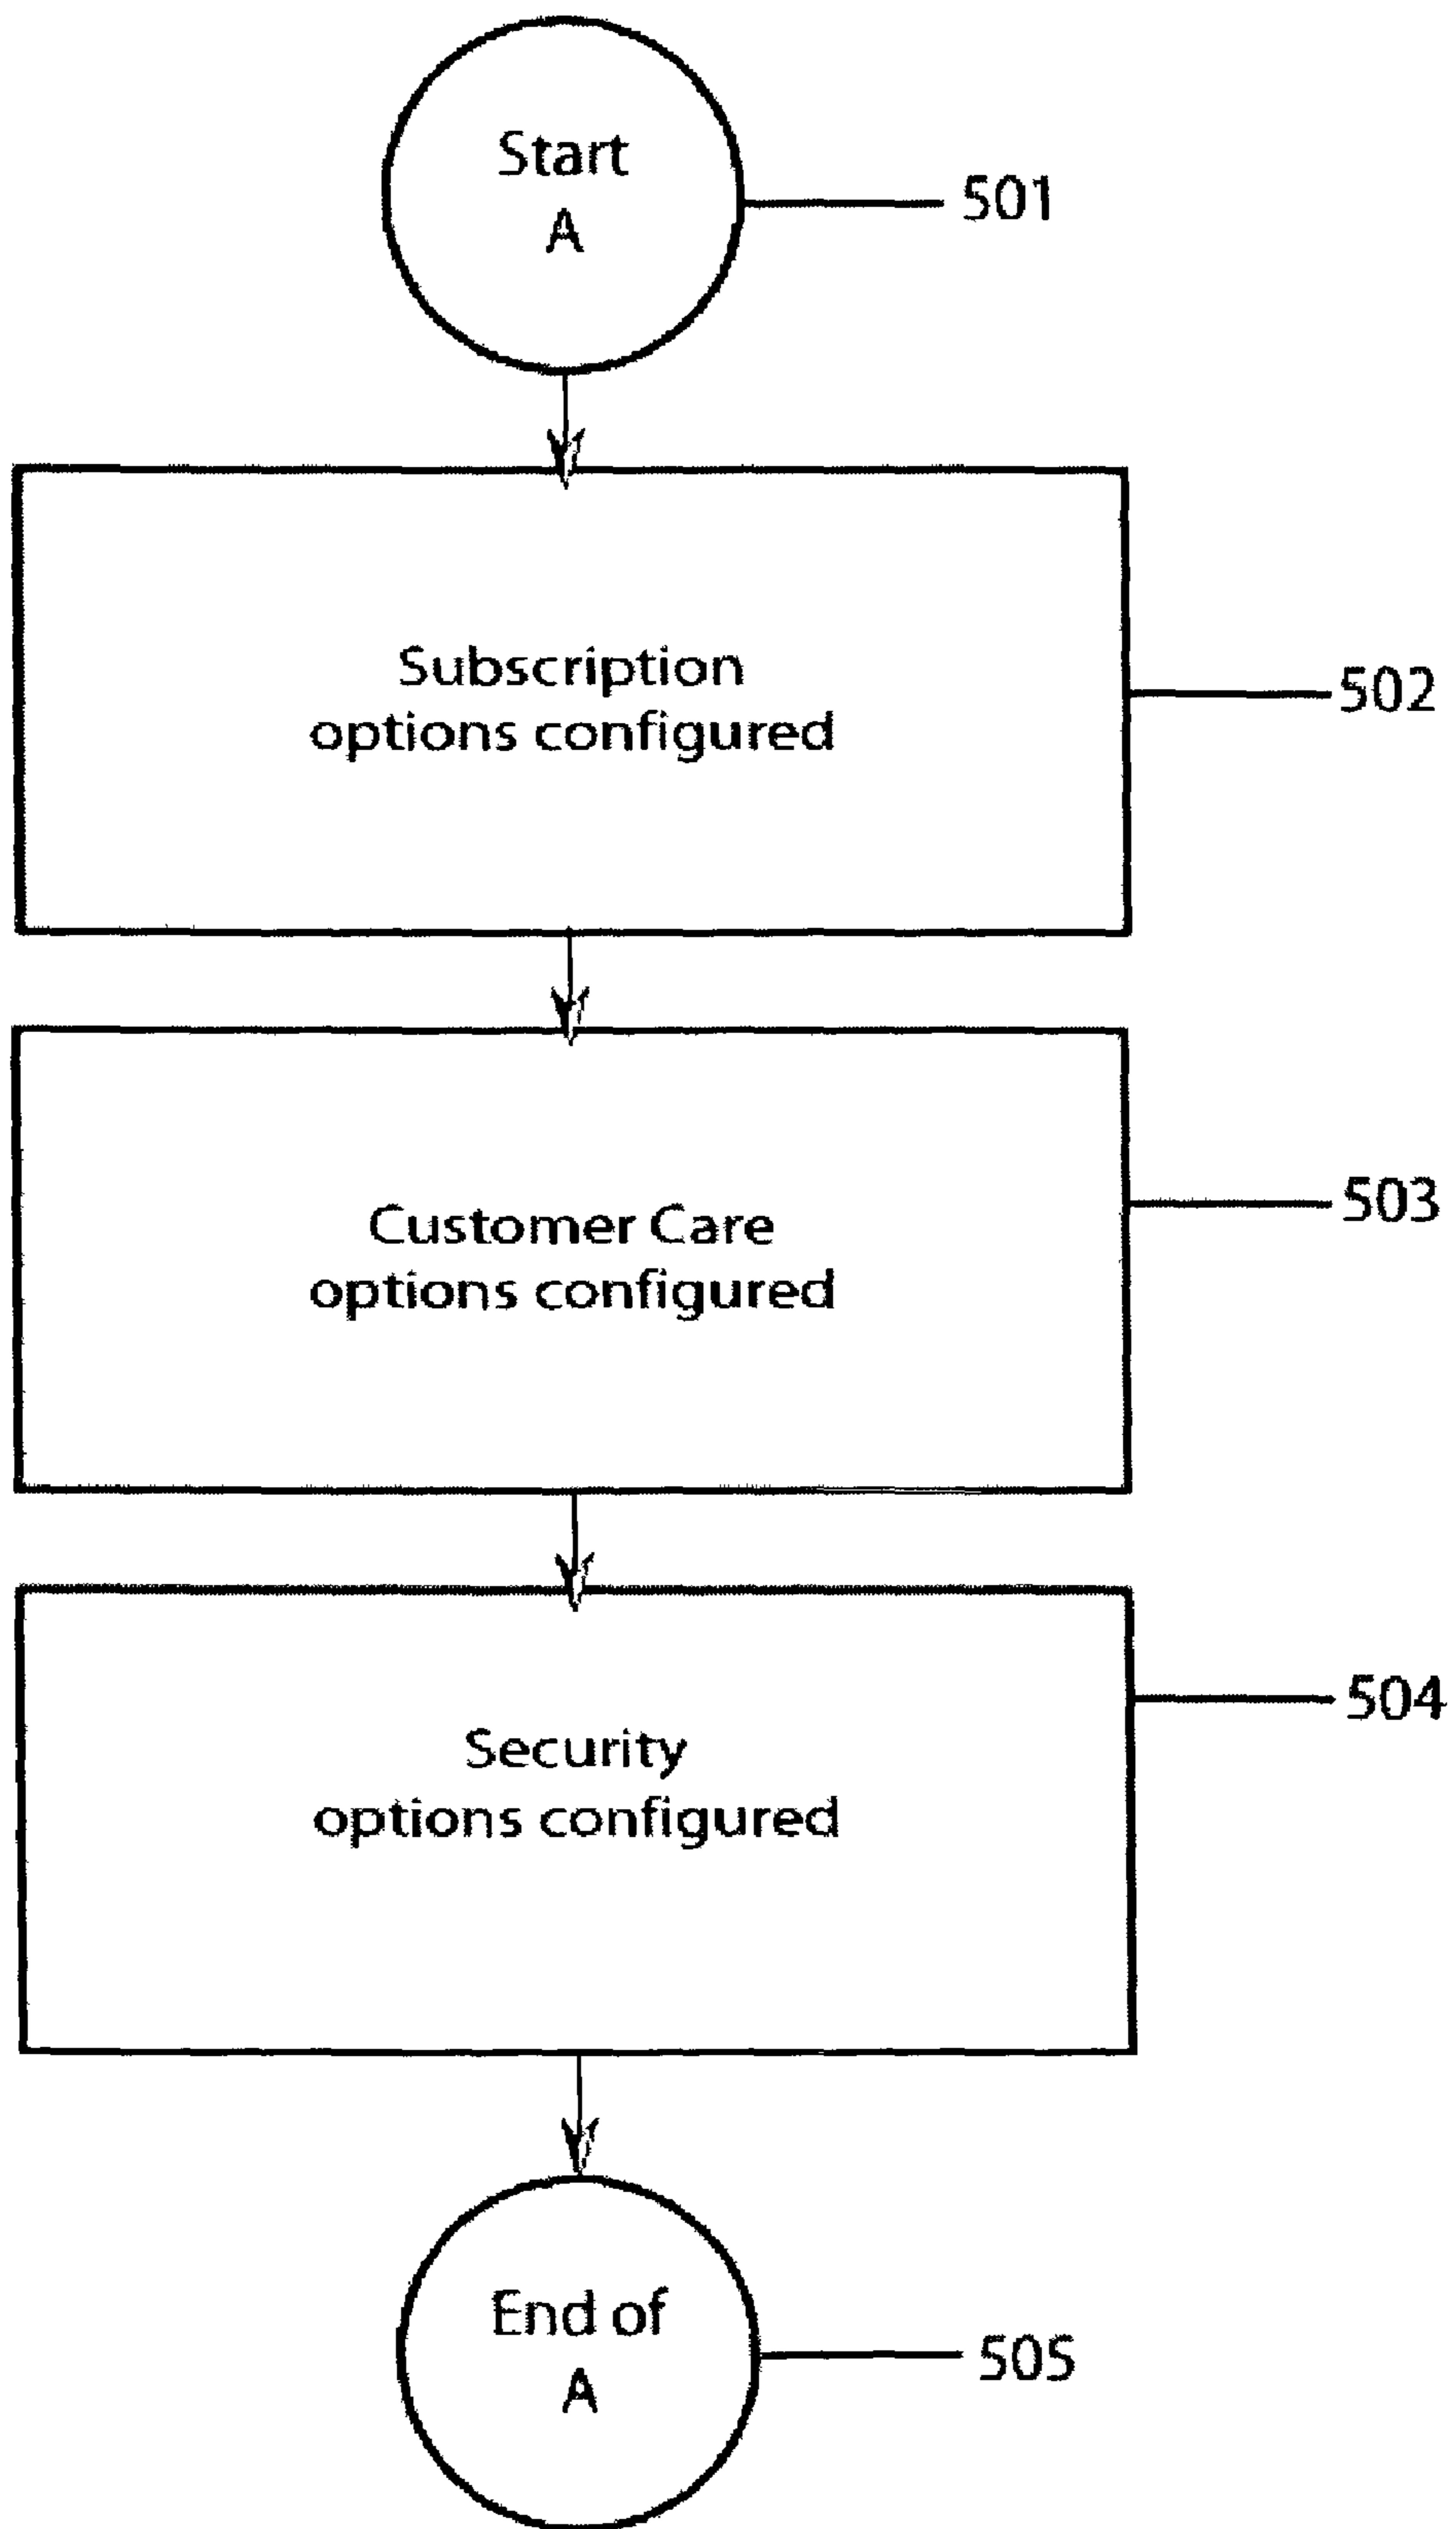 Start
A
501
Subscription
options configured
502
Customer Care
options configured
503
Security
options configured
504
End of
A
505